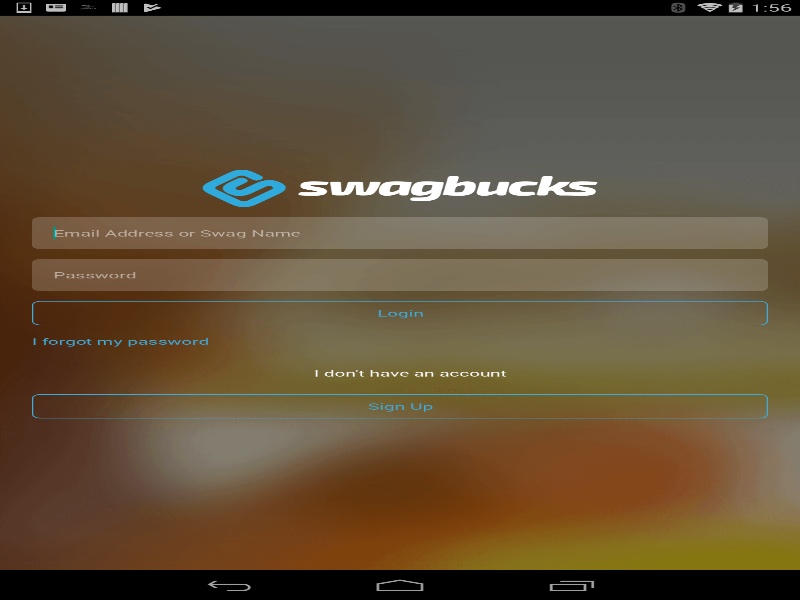 1:56
swagbucks
Email Address or Swag Name
Password
Login
I forgot my password
I don't have an account
Sign Up